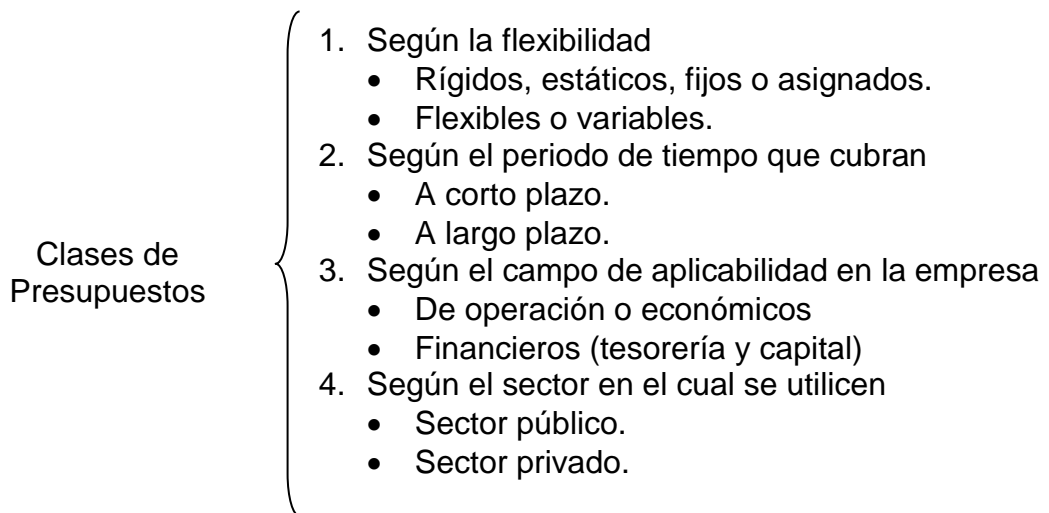 Clases de
Presupuestos
1. Según la flexibilidad
• Rígidos, estáticos, fijos o asignados.
• Flexibles o variables.
2. Según el periodo de tiempo que cubran
• A corto plazo.
• A largo plazo.
3. Según el campo de aplicabilidad en la empresa
• De operación o económicos
• Financieros (tesorería y capital)
4. Según el sector en el cual se utilicen
• Sector público.
• Sector privado.